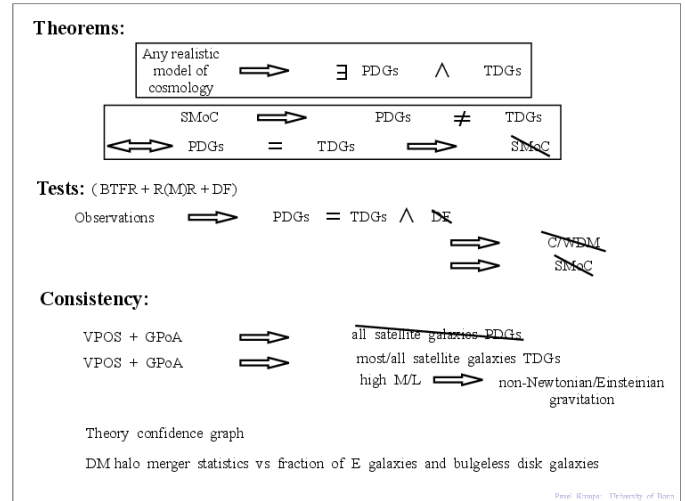 Theorems:
Any realistic
model of
cosmology ⟹ ∃ PDGs ∧ TDGs
SMoC ⟹ PDGs ≠ TDGs
⟺ PDGs = TDGs ⟹ SMoC
Tests: (BTFR + R(M)R + DF)
Observations ⟹ PDGs = TDGs ∧ DF
⟹ C/WDM
⟹ SMoC
Consistency:
VPOS + GPoA ⟹ all satellite galaxies PDGs
VPOS + GPoA ⟹ most/all satellite galaxies TDGs
high M/L ⟹ non-Newtonian/Einsteinian
gravitation
Theory confidence graph
DM halo merger statistics vs fraction of E galaxies and bulgeless disk galaxies
Pavel Kroupa: University of Bonn